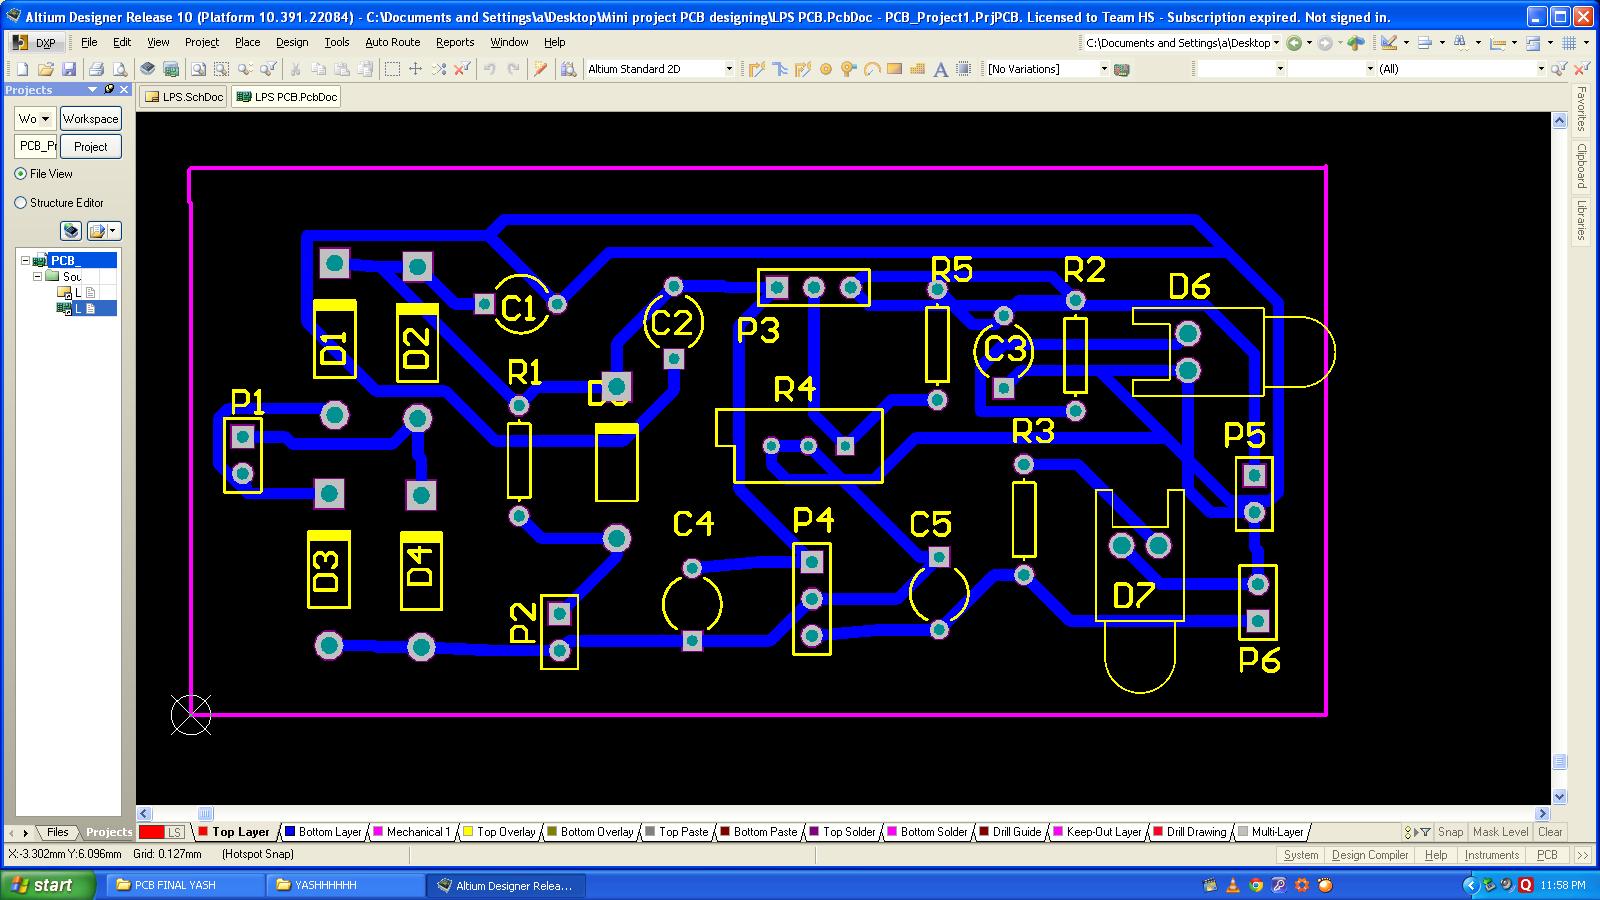 Altium Designer Release 10 (Platform 10.391.22084) - C:\Documents and Settings\a\Desktop\Mini project PCB designing\LPS PCB.PcbDoc - PCB_Project1.PrjPCB. Licensed to Team HS - Subscription expired. Not signed in.
DXP File Edit View Project Place Design Tools Auto Route Reports Window Help C:\Documents and Settings\a\Desktop
Altium Standard 2D [No Variations] (All)
Projects
LPS.SchDoc LPS PCB.PcbDoc
Wo Workspace
PCB_Pr Project
File View
Structure Editor
PCB_
Sou
L
L
Favorites
Clipboard
Libraries
R5 R2
D6
C1
C2
P3
D1 D2
C3
R1
R4
P1
R3
P5
C4 P4 C5
D3 D4
D7
P2
P6
Files Projects LS Top Layer Bottom Layer Mechanical 1 Top Overlay Bottom Overlay Top Paste Bottom Paste Top Solder Bottom Solder Drill Guide Keep-Out Layer Drill Drawing Multi-Layer Snap Mask Level Clear
X:-3.302mm Y:6.096mm Grid: 0.127mm (Hotspot Snap) System Design Compiler Help Instruments PCB >>
start PCB FINAL YASH YASHHHHHH Altium Designer Relea... 11:58 PM